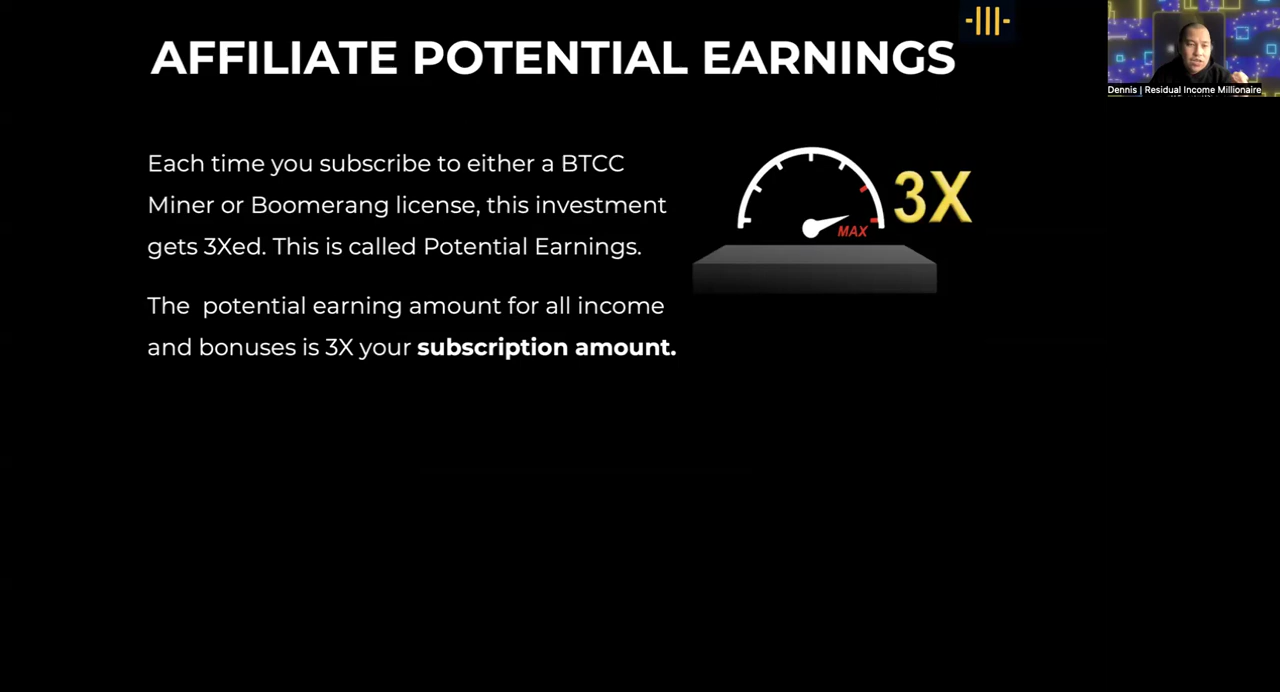 AFFILIATE POTENTIAL EARNINGS
Dennis | Residual Income Millionaire
Each time you subscribe to either a BTCC
Miner or Boomerang license, this investment
gets 3Xed. This is called Potential Earnings.
3X
MAX
The potential earning amount for all income
and bonuses is 3X your subscription amount.